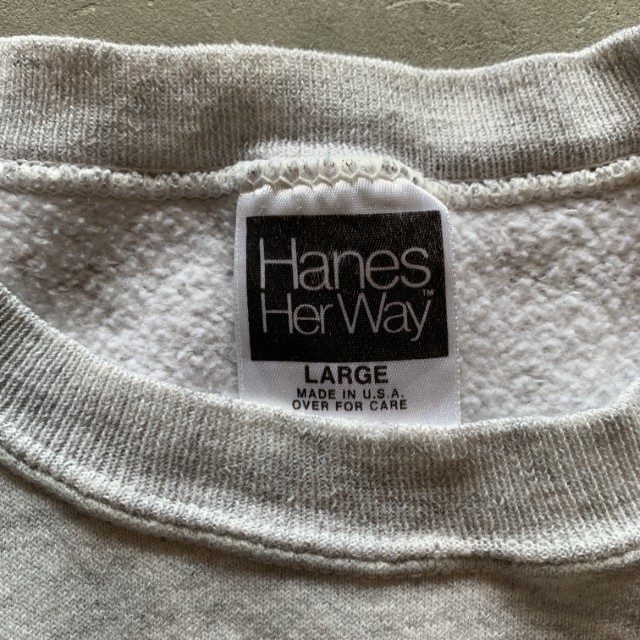 Hanes
Her Way™
LARGE
MADE IN U.S.A.
OVER FOR CARE